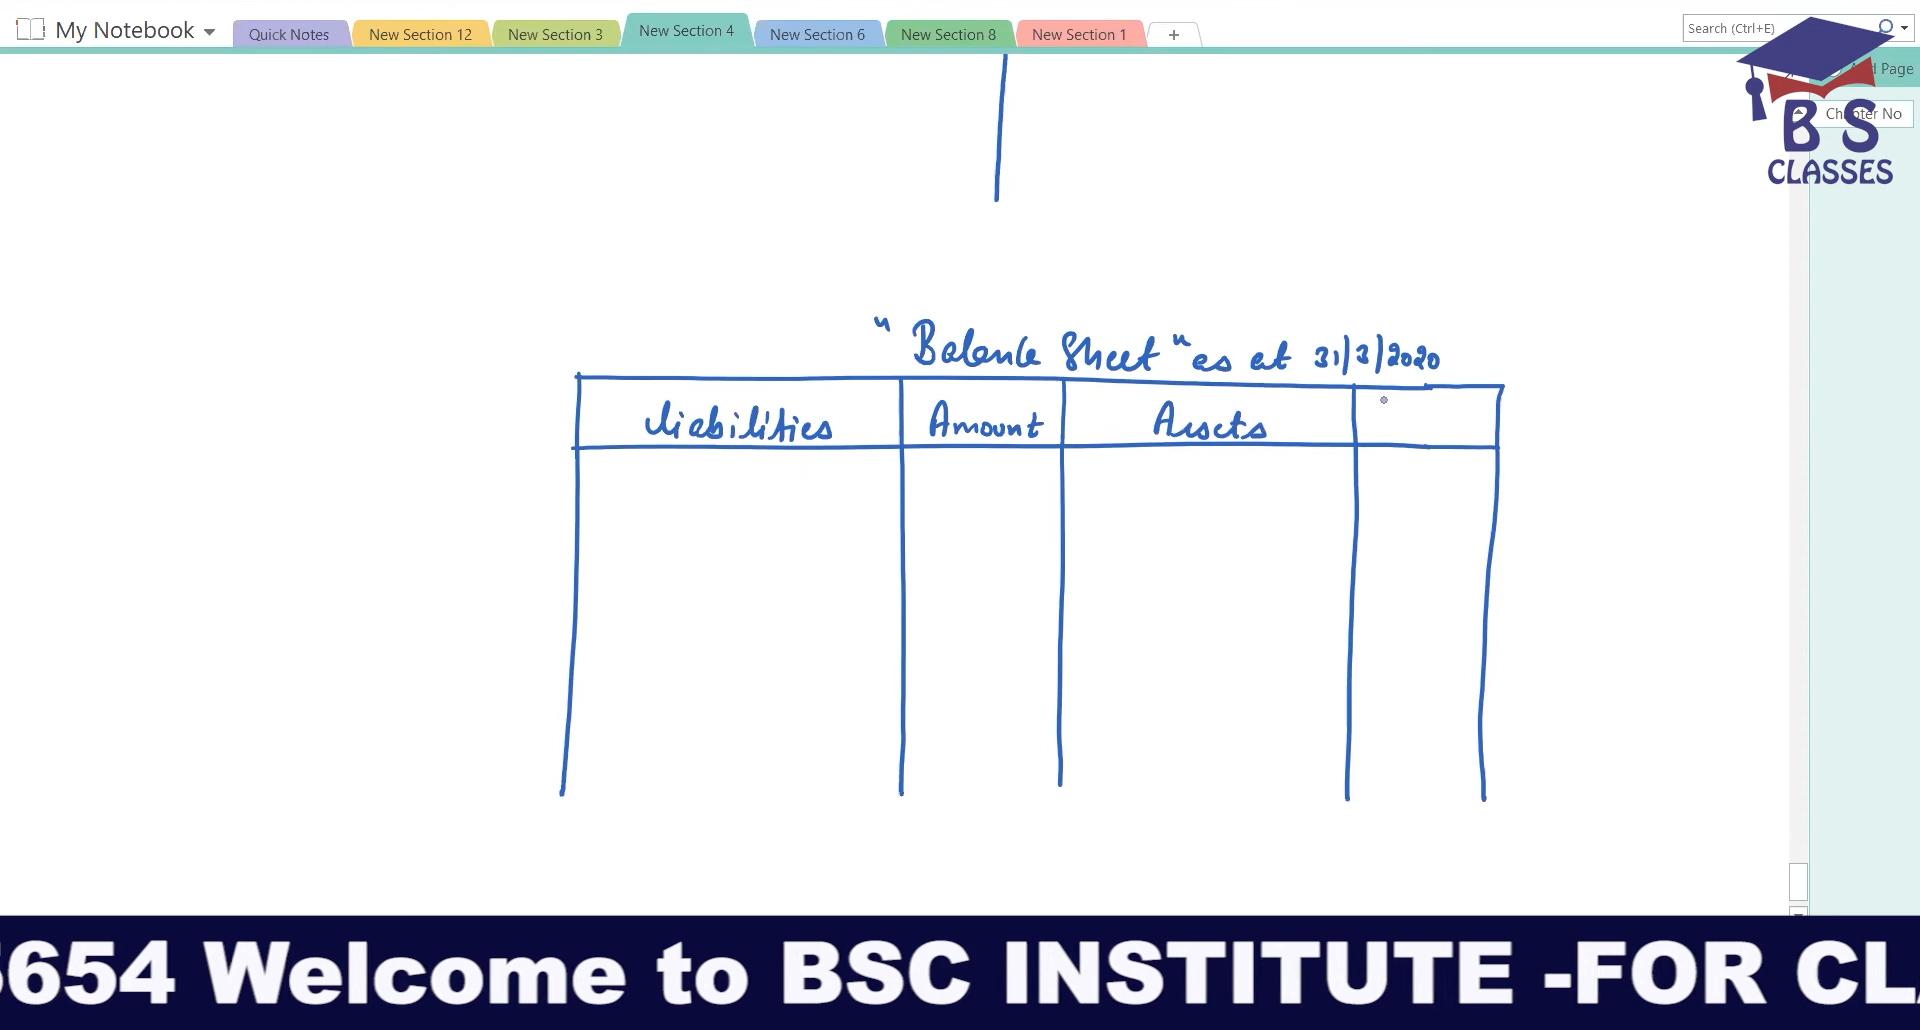 My Notebook
Quick Notes
New Section 12
New Section 3
New Section 4
New Section 6
New Section 8
New Section 1
+
Search (Ctrl+E)
d Page
Chapter No
B S
CLASSES
"Balance Sheet" as at 31/3/2020
Liabilities Amount Assets
5654 Welcome to BSC INSTITUTE -FOR CL